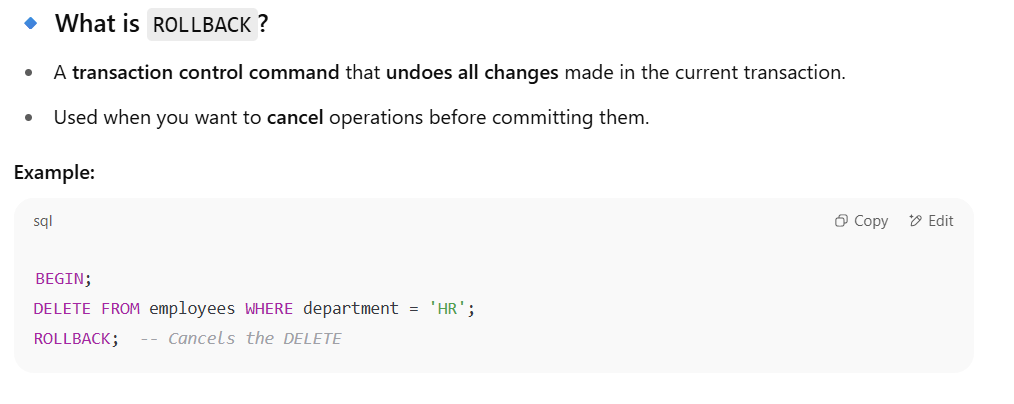 What is ROLLBACK?
A transaction control command that undoes all changes made in the current transaction.
Used when you want to cancel operations before committing them.
Example:
sql
Copy
Edit
BEGIN;
DELETE FROM employees WHERE department = 'HR';
ROLLBACK;  -- Cancels the DELETE